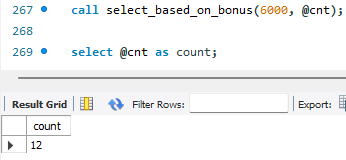 267 call select_based_on_bonus(6000, @cnt);
268
269 select @cnt as count;
Result Grid Filter Rows: Export:
count
12